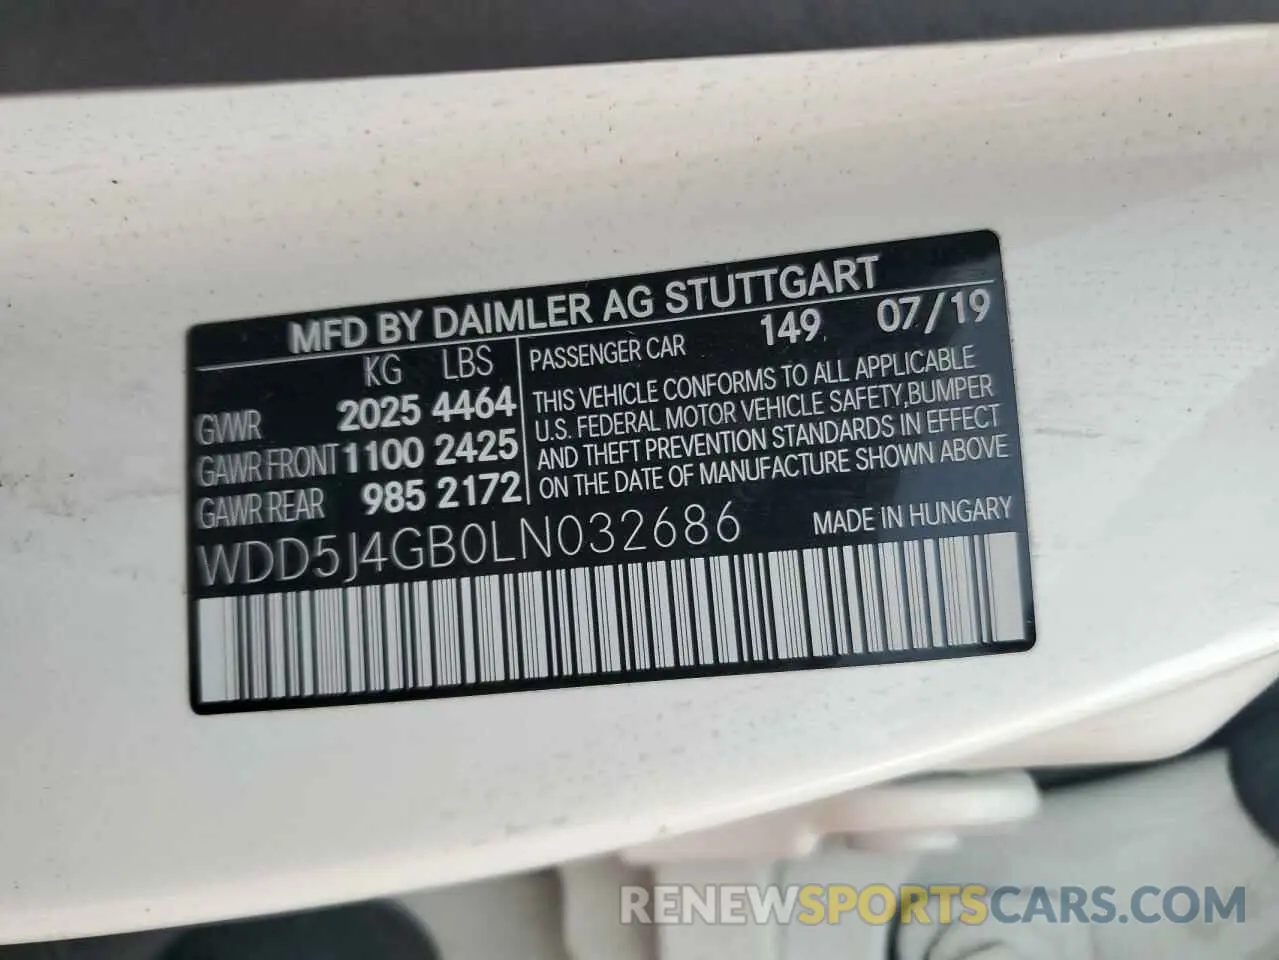 MFD BY DAIMLER AG STUTTGART
KG LBS
PASSENGER CAR 149 07/19
GVWR 2025 4464
GAWR FRONT 1100 2425
GAWR REAR 985 2172
THIS VEHICLE CONFORMS TO ALL APPLICABLE
U.S. FEDERAL MOTOR VEHICLE SAFETY, BUMPER
AND THEFT PREVENTION STANDARDS IN EFFECT
ON THE DATE OF MANUFACTURE SHOWN ABOVE
WDD5J4GB0LN032686
MADE IN HUNGARY
RENEWSPORTSCARS.COM